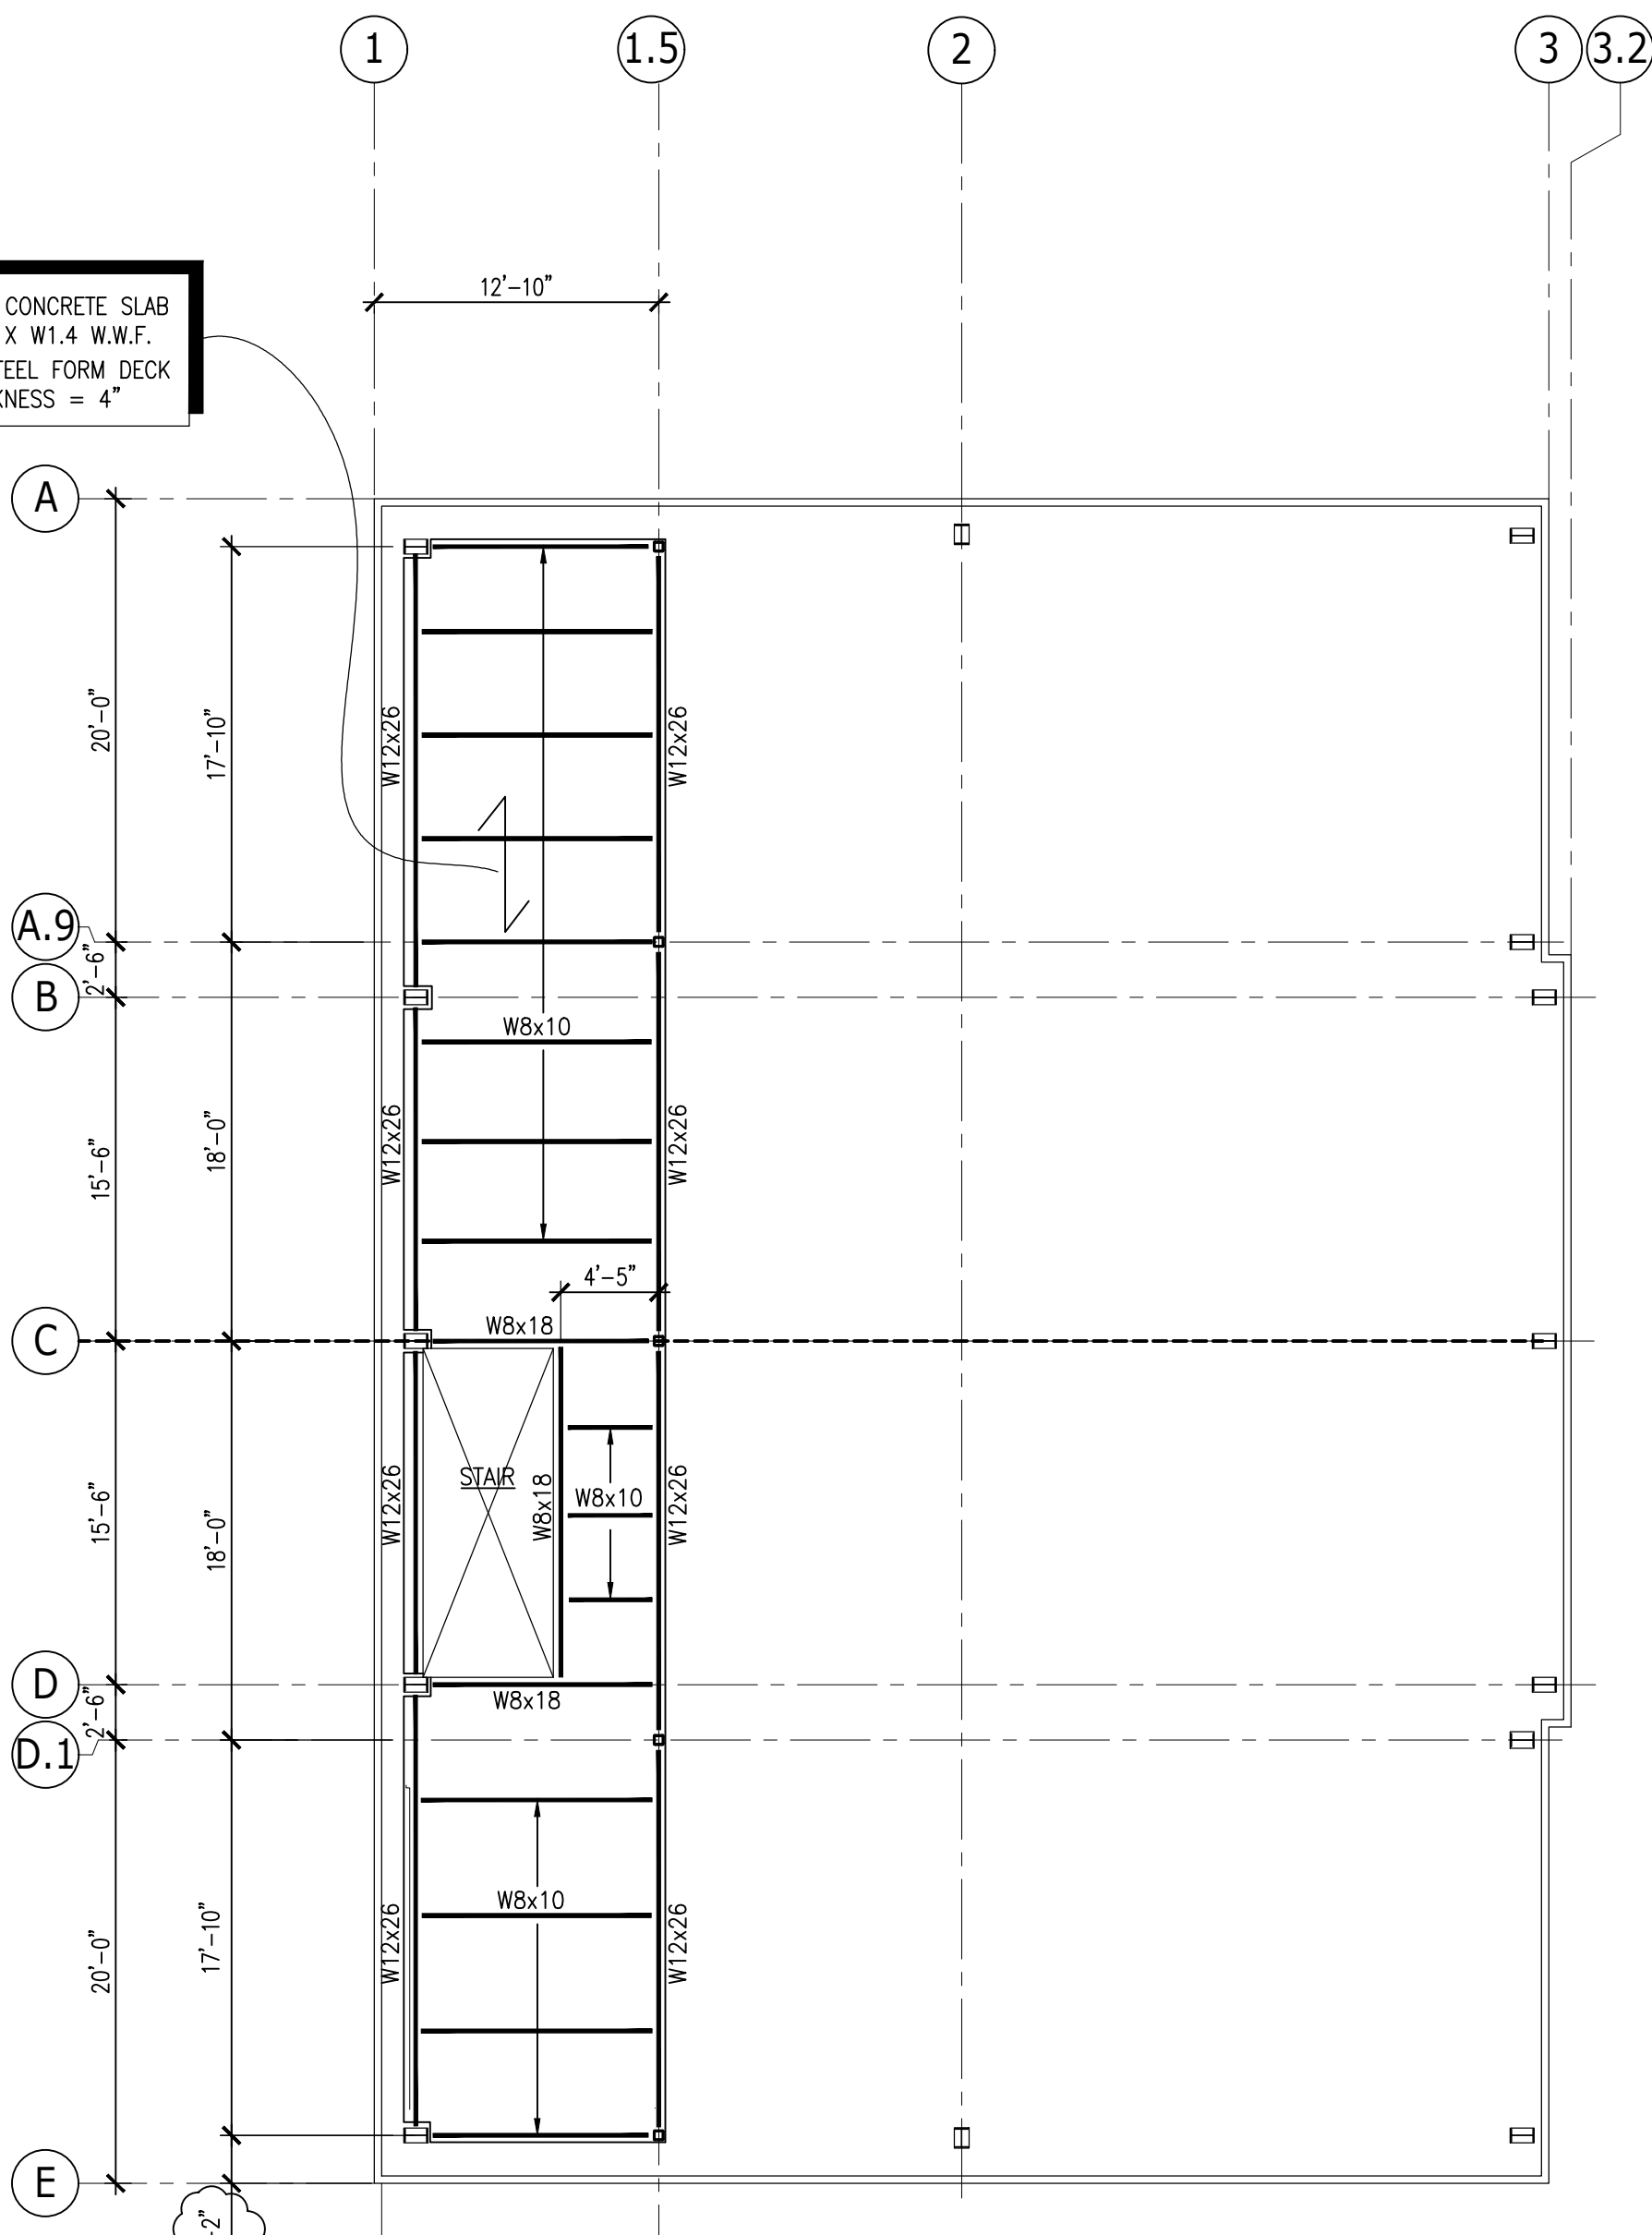 1
1.5
2
3
3.2
12'-10"
CONCRETE SLAB
X W1.4 W.W.F.
FORM DECK
= 4"
A
20'-0"
17'-10"
W12x26
W12x26
A.9
2'-6"
B
W8x10
15'-6"
18'-0"
W12x26
W12x26
4'-5"
W8x18
C
STAIR
W8x18
W8x10
15'-6"
18'-0"
W12x26
W12x26
D
W8x18
2'-6"
D.1
W8x10
20'-0"
17'-10"
W12x26
W12x26
E
-2"